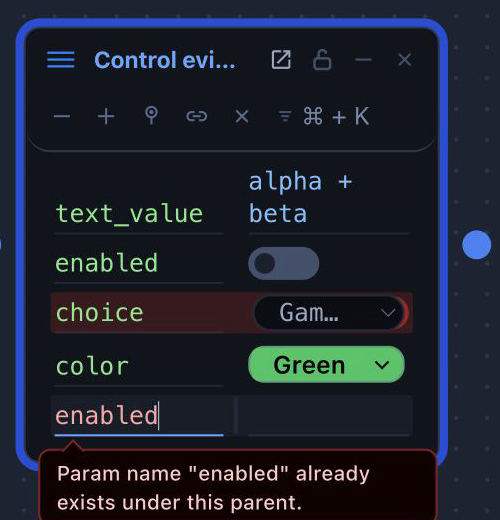 Control evi...
⌘ + K
alpha +
text_value beta
enabled
choice Gam...
color Green
enabled
Param name "enabled" already
exists under this parent.